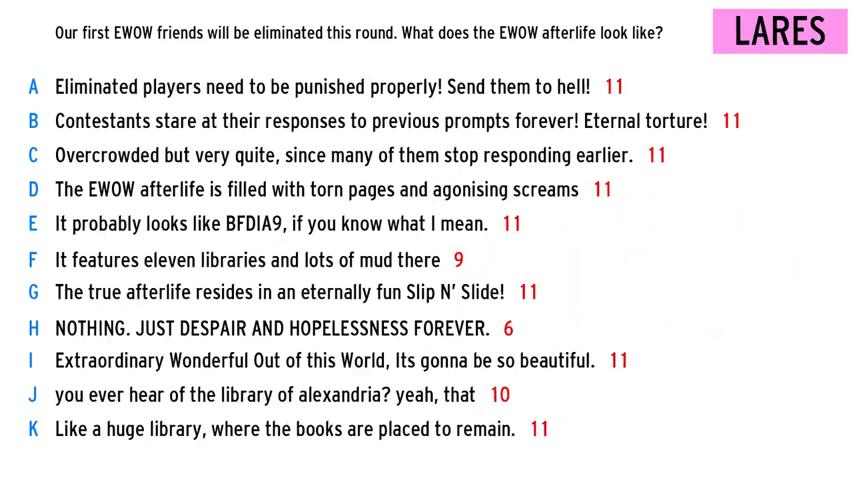 Our first EWOW friends will be eliminated this round. What does the EWOW afterlife look like?
LARES
A Eliminated players need to be punished properly! Send them to hell! 11
B Contestants stare at their responses to previous prompts forever! Eternal torture! 11
C Overcrowded but very quite, since many of them stop responding earlier. 11
D The EWOW afterlife is filled with torn pages and agonising screams 11
E It probably looks like BFDIA9, if you know what I mean. 11
F It features eleven libraries and lots of mud there 9
G The true afterlife resides in an eternally fun Slip N' Slide! 11
H NOTHING. JUST DESPAIR AND HOPELESSNESS FOREVER. 6
I Extraordinary Wonderful Out of this World, Its gonna be so beautiful. 11
J you ever hear of the library of alexandria? yeah, that 10
K Like a huge library, where the books are placed to remain. 11